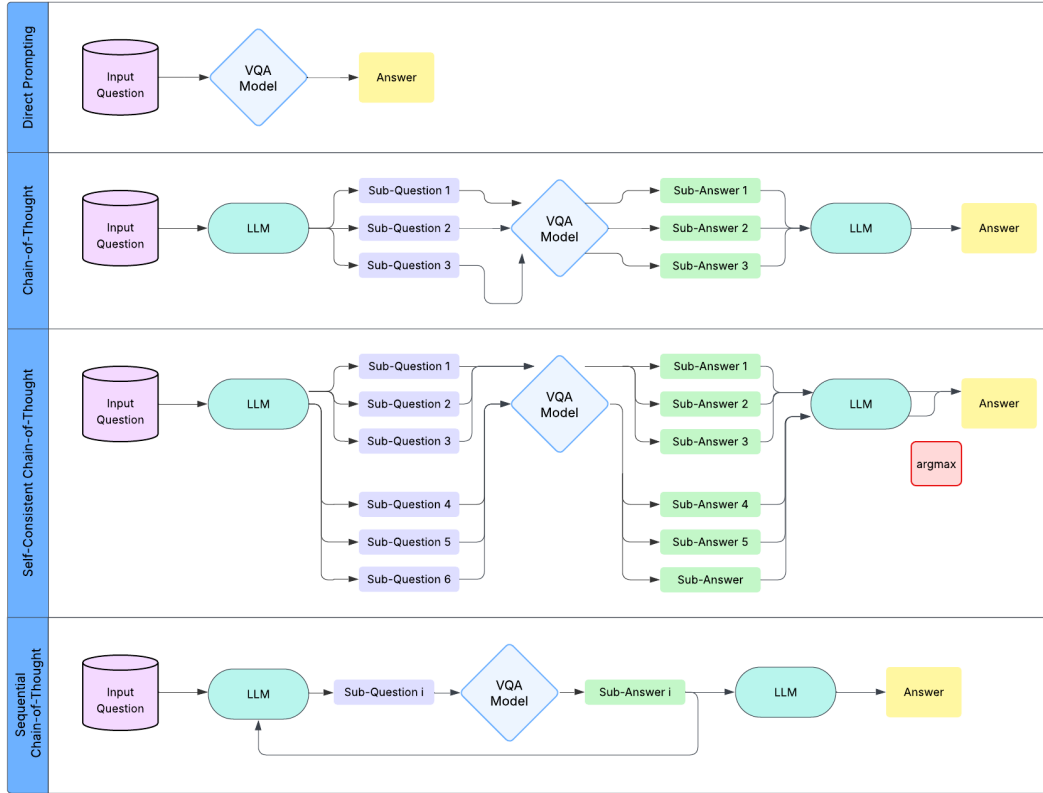 Direct Prompting
Input
Question
VQA
Model
Answer
Chain-of-Thought
Input
Question
LLM
Sub-Question 1
Sub-Question 2
Sub-Question 3
VQA
Model
Sub-Answer 1
Sub-Answer 2
Sub-Answer 3
LLM
Answer
Self-Consistent Chain-of-Thought
Input
Question
LLM
Sub-Question 1
Sub-Question 2
Sub-Question 3
Sub-Question 4
Sub-Question 5
Sub-Question 6
VQA
Model
Sub-Answer 1
Sub-Answer 2
Sub-Answer 3
Sub-Answer 4
Sub-Answer 5
Sub-Answer
LLM
Answer
argmax
Sequential
Chain-of-Thought
Input
Question
LLM
Sub-Question i
VQA
Model
Sub-Answer i
LLM
Answer